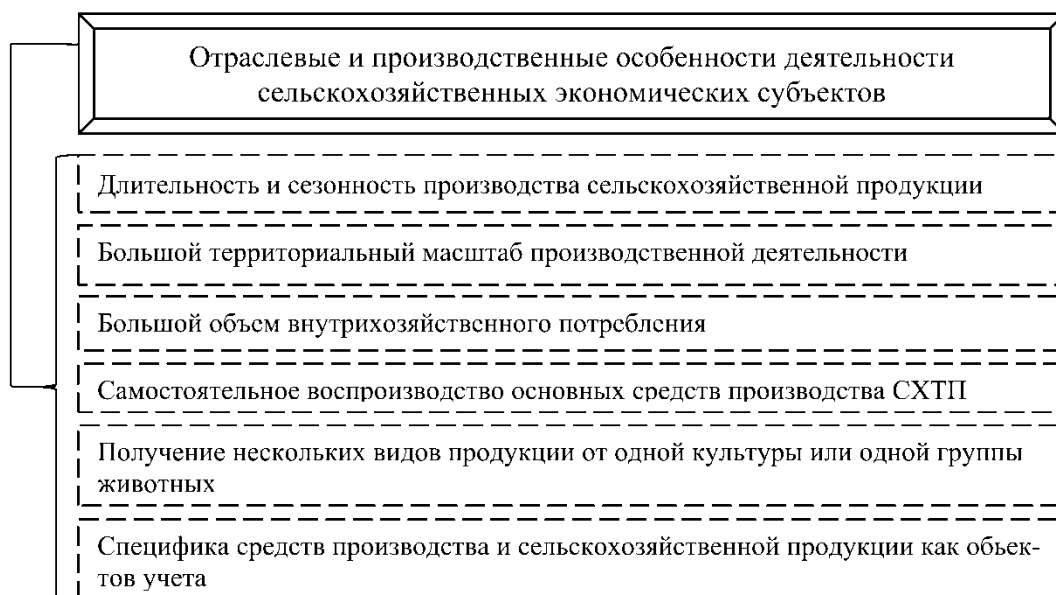 Отраслевые и производственные особенности деятельности
сельскохозяйственных экономических субъектов
Длительность и сезонность производства сельскохозяйственной продукции
Большой территориальный масштаб производственной деятельности
Большой объем внутрихозяйственного потребления
Самостоятельное воспроизводство основных средств производства СХТП
Получение нескольких видов продукции от одной культуры или одной группы
животных
Специфика средств производства и сельскохозяйственной продукции как объек-
тов учета